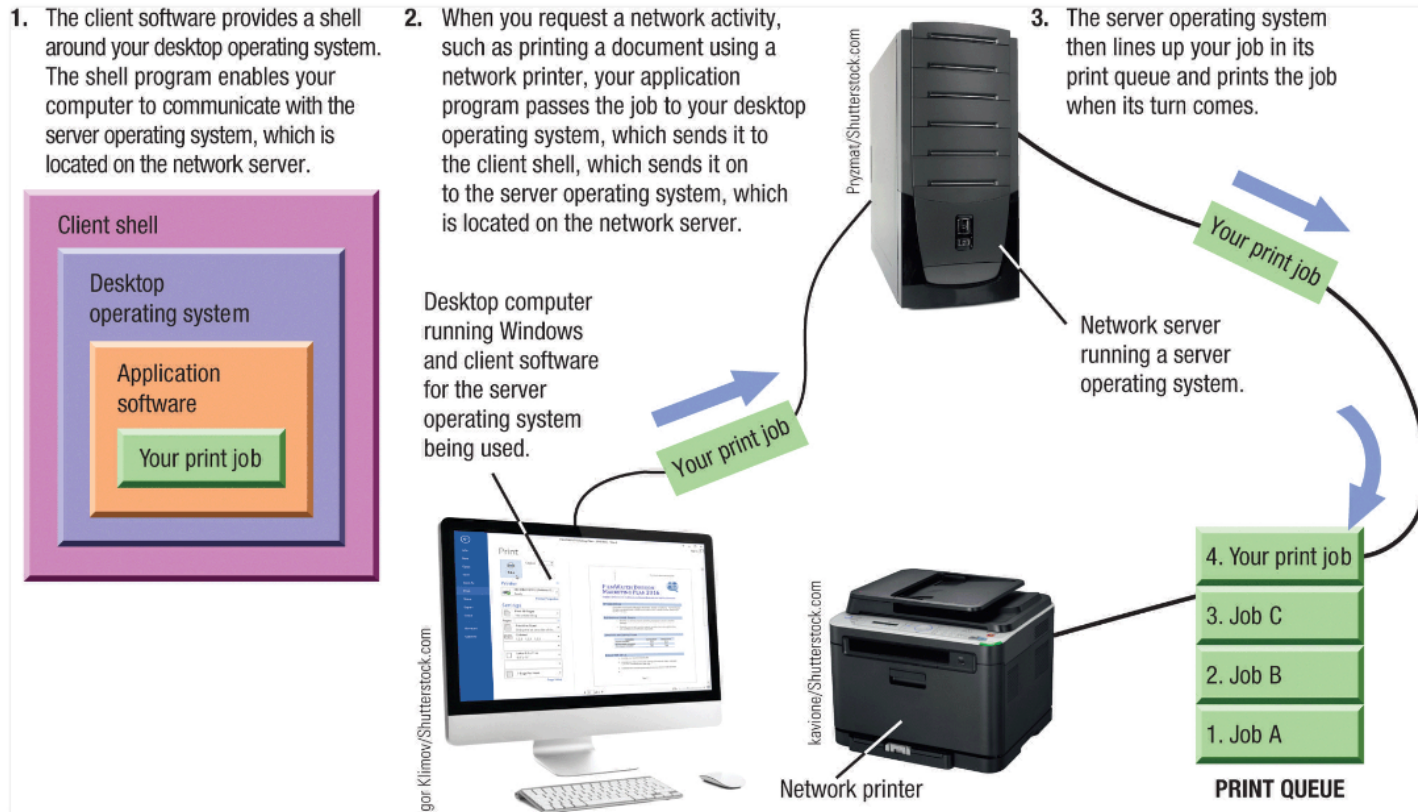 1. The client software provides a shell
around your desktop operating system.
The shell program enables your
computer to communicate with the
server operating system, which is
located on the network server.
Client shell
Desktop
operating system
Application
software
Your print job
2. When you request a network activity,
such as printing a document using a
network printer, your application
program passes the job to your desktop
operating system, which sends it to
the client shell, which sends it on
to the server operating system, which
is located on the network server.
Desktop computer
running Windows
and client software
for the server
operating system
being used.
Your print job
Print
gor Klimov/Shutterstock.com
Pryzmat/Shutterstock.com
3. The server operating system
then lines up your job in its
print queue and prints the job
when its turn comes.
Your print job
Network server
running a server
operating system.
kavione/Shutterstock.com
Network printer
4. Your print job
3. Job C
2. Job B
1. Job A
PRINT QUEUE